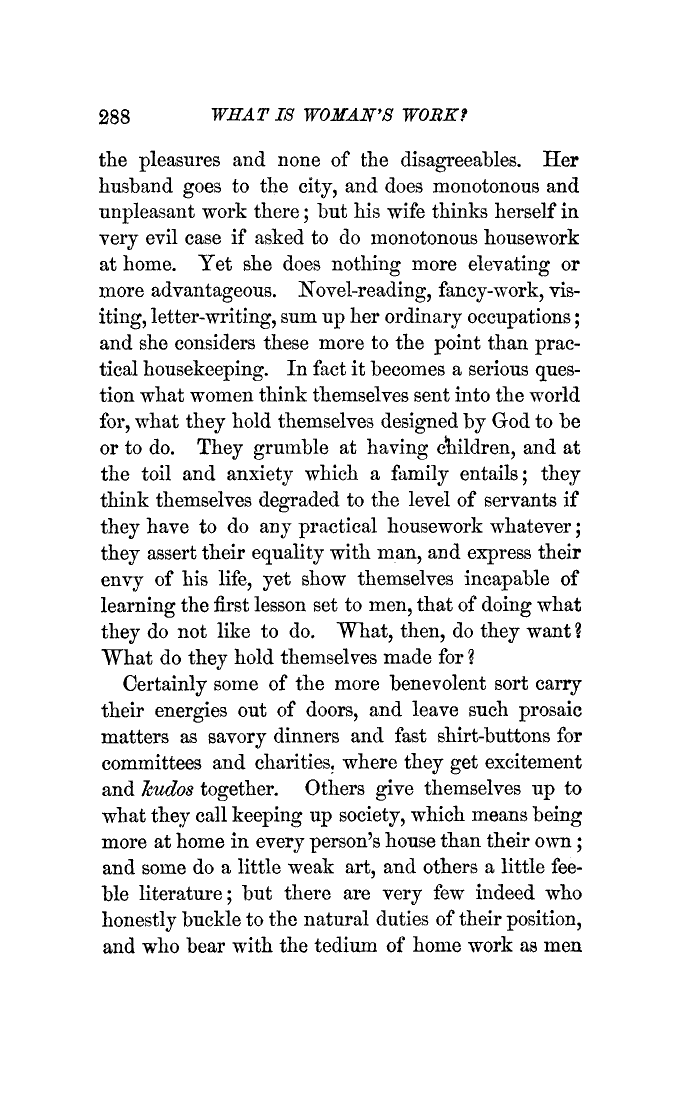 288 WHAT IS WOMAN'S WORK?
the pleasures and none of the disagreeables. Her
husband goes to the city, and does monotonous and
unpleasant work there; but his wife thinks herself in
very evil case if asked to do monotonous housework
at home. Yet she does nothing more elevating or
more advantageous. Novel-reading, fancy-work, vis-
iting, letter-writing, sum up her ordinary occupations;
and she considers these more to the point than prac-
tical housekeeping. In fact it becomes a serious ques-
tion what women think themselves sent into the world
for, what they hold themselves designed by God to be
or to do. They grumble at having children, and at
the toil and anxiety which a family entails; they
think themselves degraded to the level of servants if
they have to do any practical housework whatever;
they assert their equality with man, and express their
envy of his life, yet show themselves incapable of
learning the first lesson set to men, that of doing what
they do not like to do. What, then, do they want?
What do they hold themselves made for?
Certainly some of the more benevolent sort carry
their energies out of doors, and leave such prosaic
matters as savory dinners and fast shirt-buttons for
committees and charities, where they get excitement
and kudos together. Others give themselves up to
what they call keeping up society, which means being
more at home in every person's house than their own;
and some do a little weak art, and others a little fee-
ble literature; but there are very few indeed who
honestly buckle to the natural duties of their position,
and who bear with the tedium of home work as men